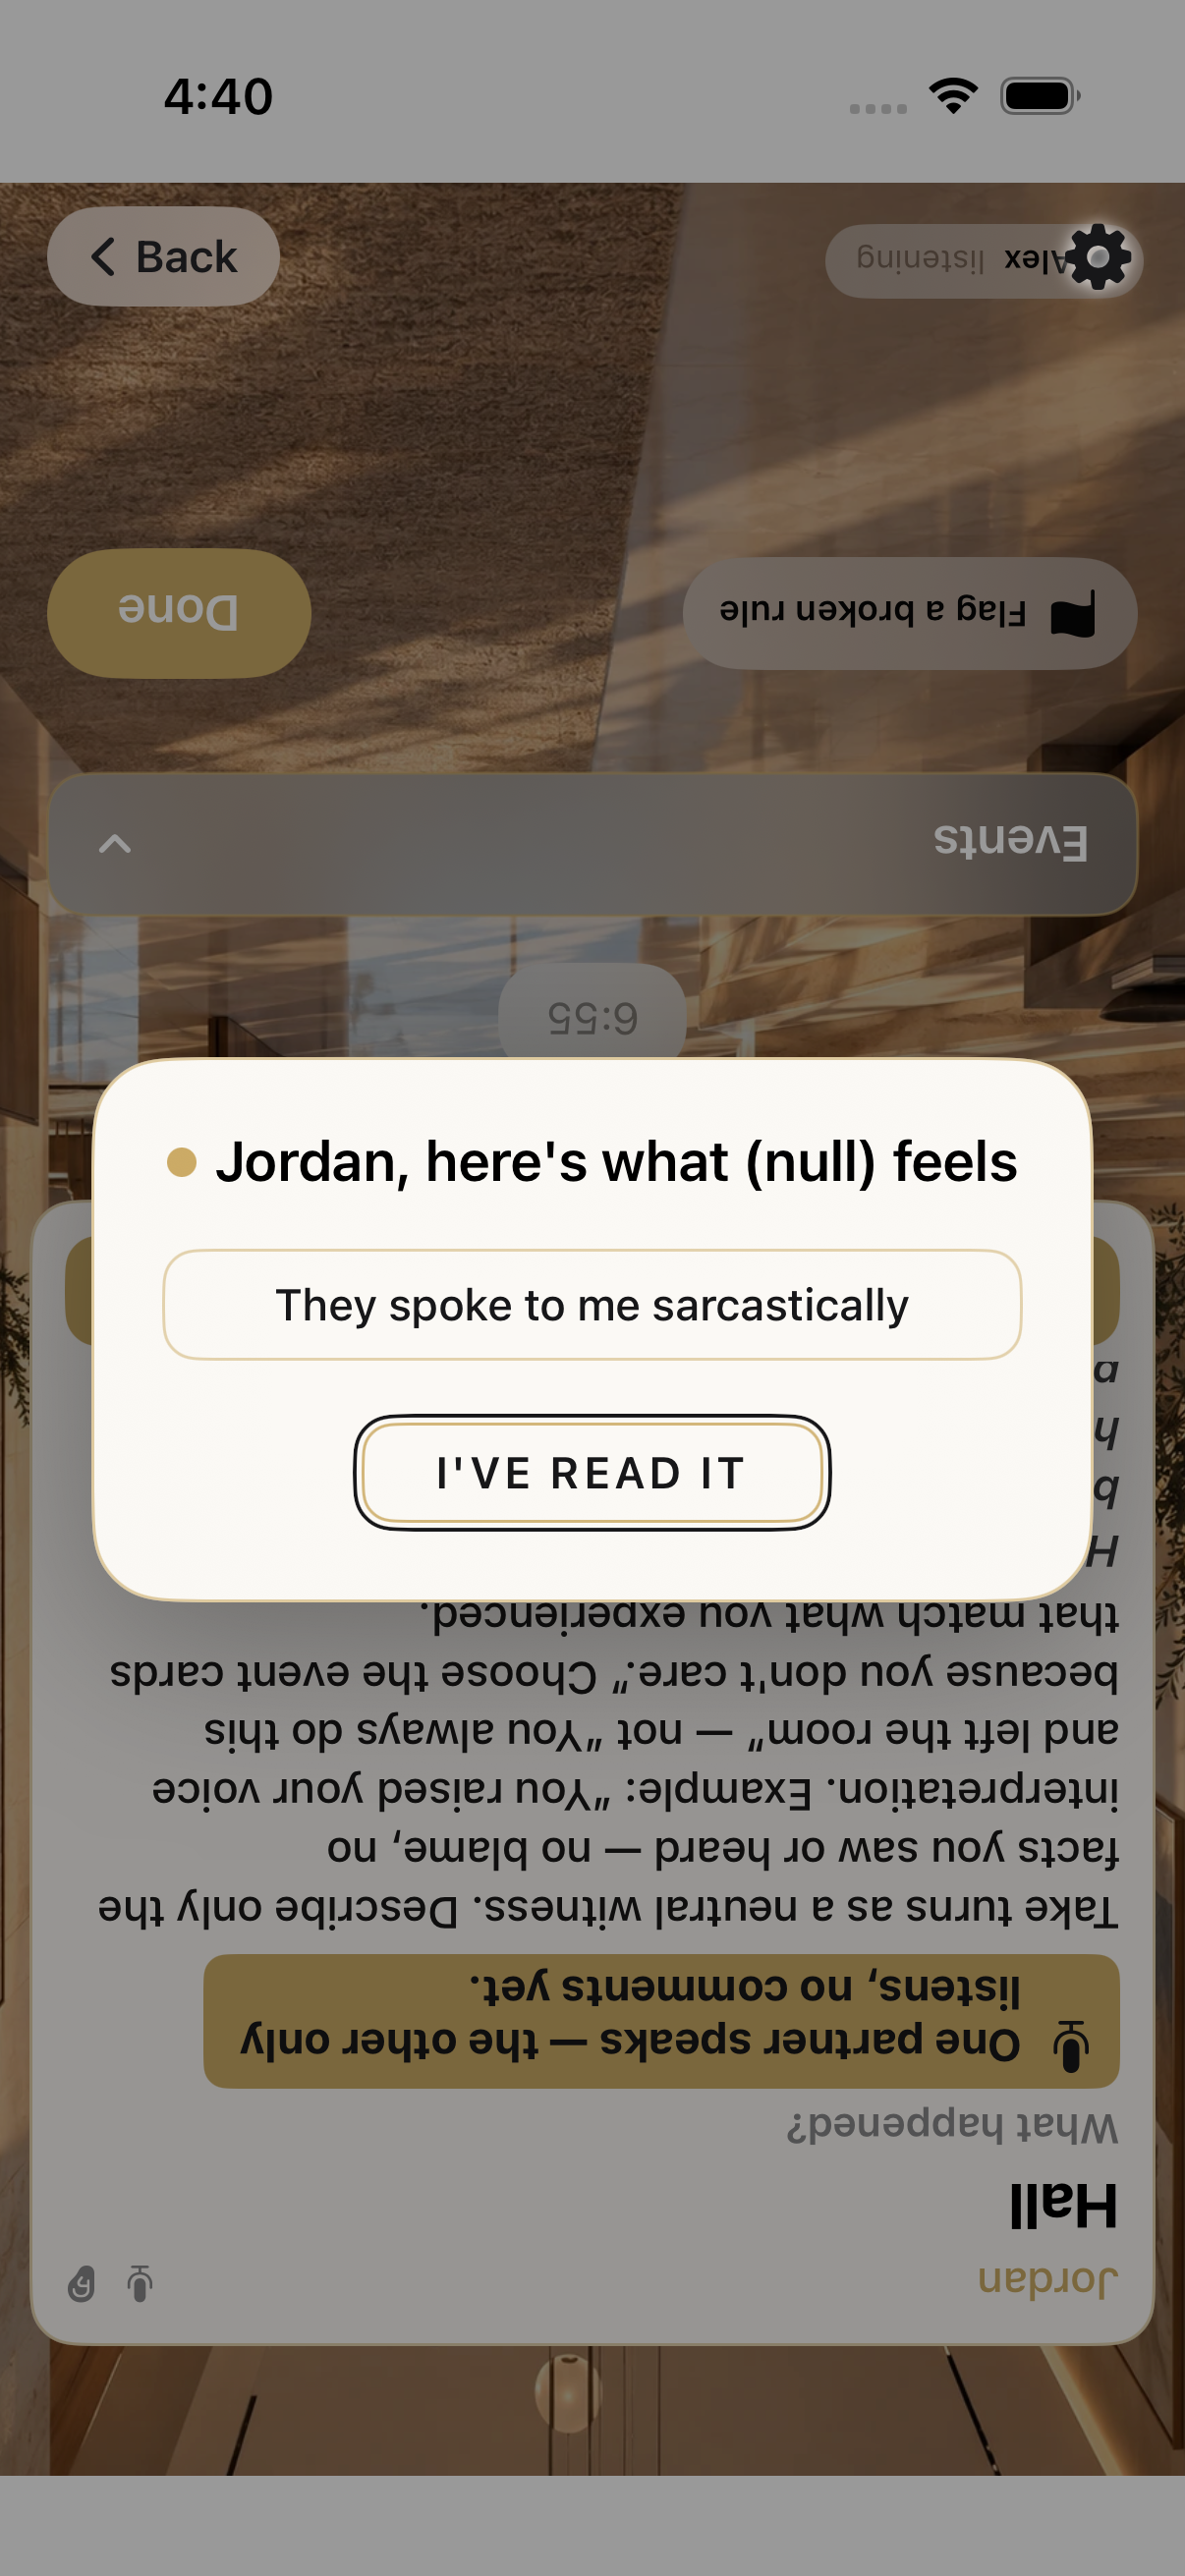 4:40
Back
Alex listening
Done
Flag a broken rule
Events
6:55
Jordan, here's what (null) feels
They spoke to me sarcastically
I'VE READ IT
Jordan
Hall
What happened?
One partner speaks — the other only
listens, no comments yet.
Take turns as a neutral witness. Describe only the
facts you saw or heard — no blame, no
interpretation. Example: “You raised your voice
and left the room” — not “You always do this
because you don't care.” Choose the event cards
that match what you experienced.